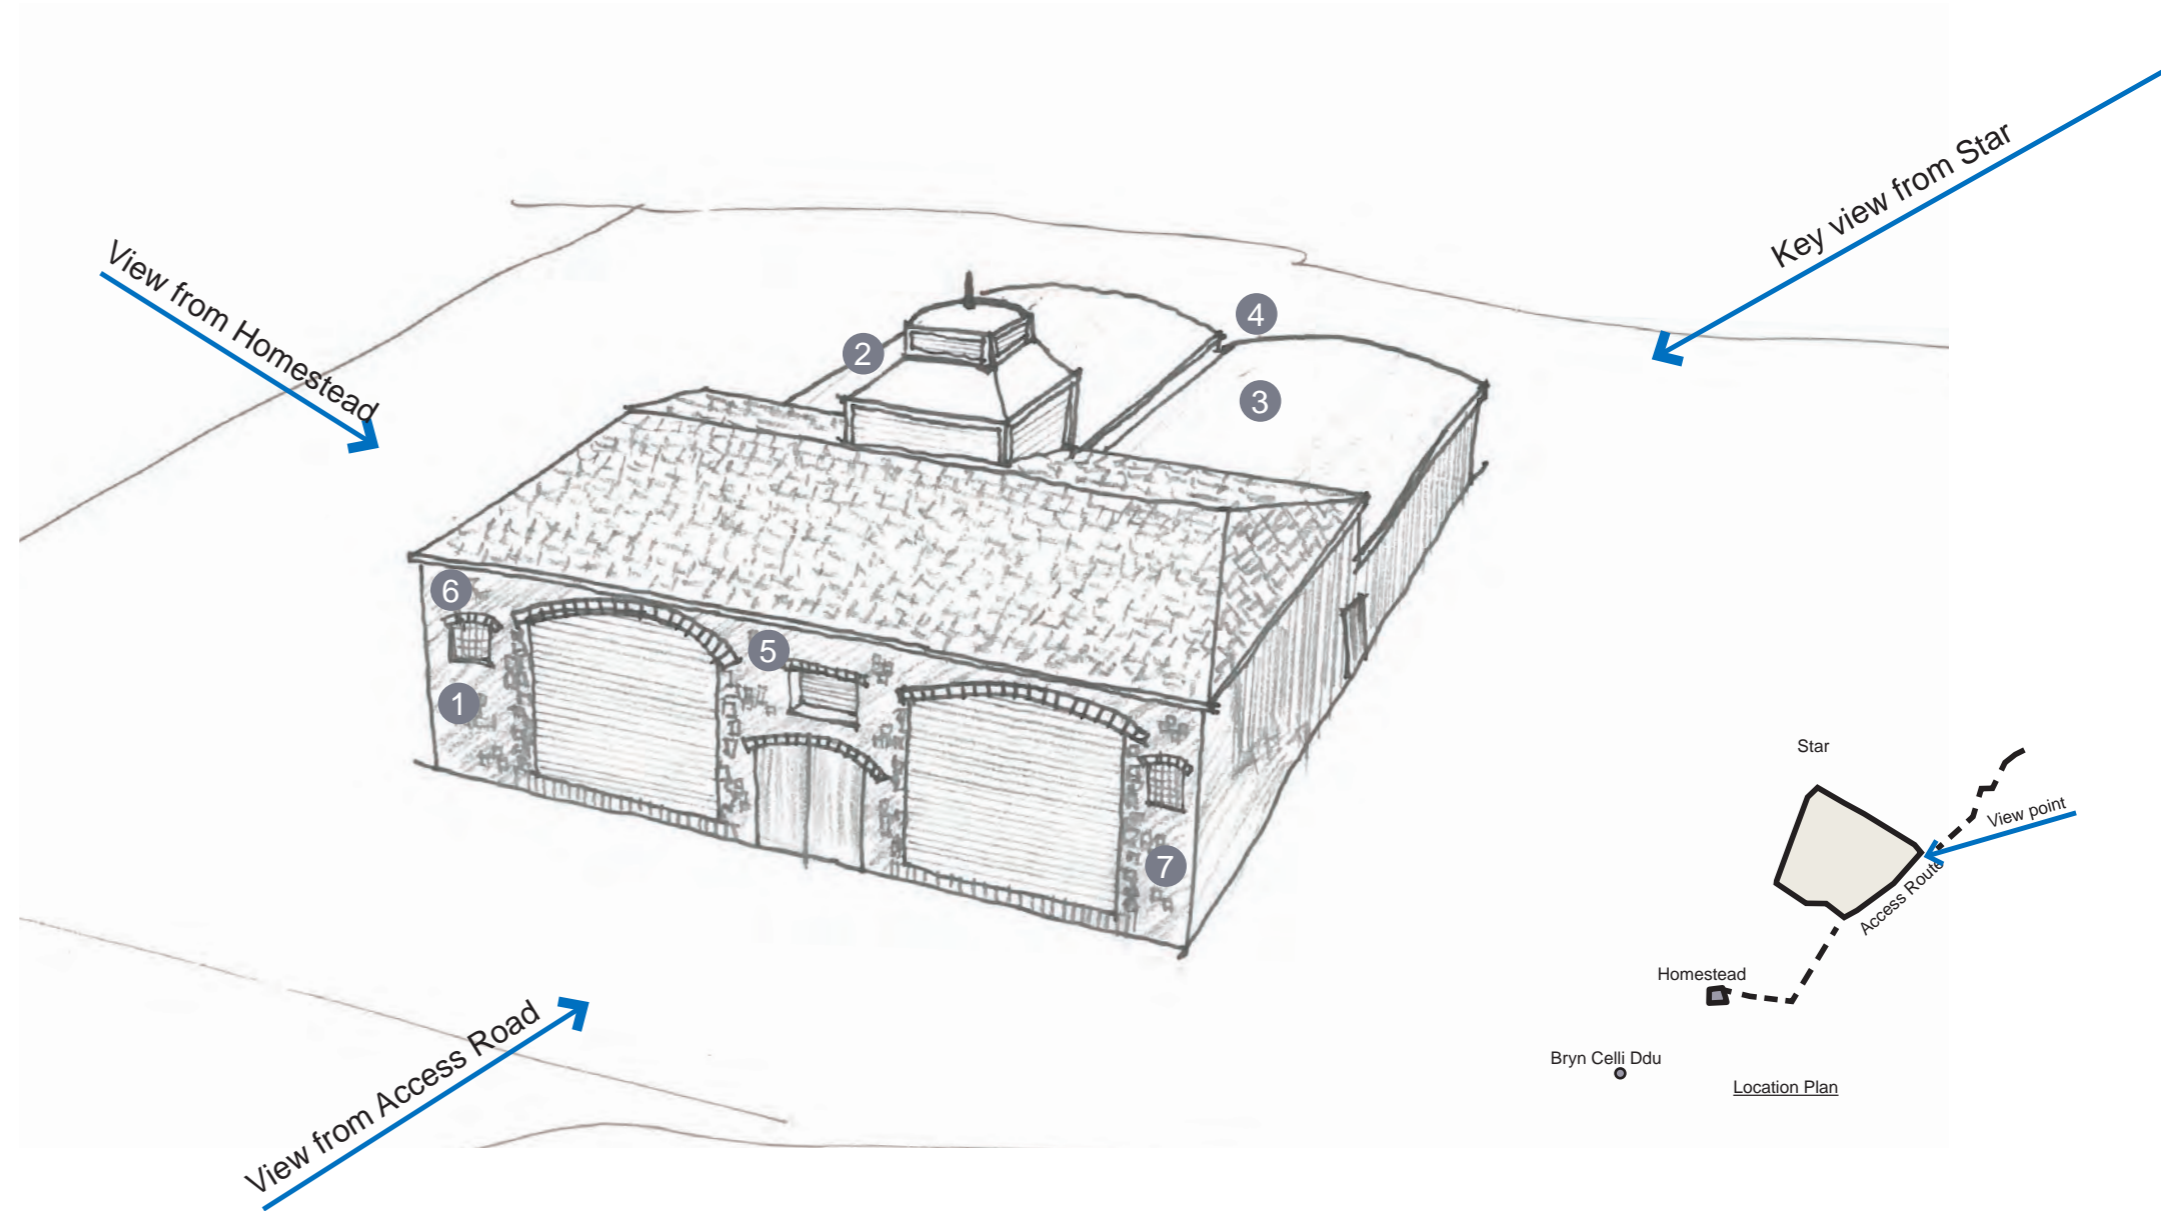 Key view from Star
View from Homestead
4
2
3
6
5
1
7
View from Access Road
Star
View point
Access Route
Homestead
Bryn Celli Ddu
Location Plan